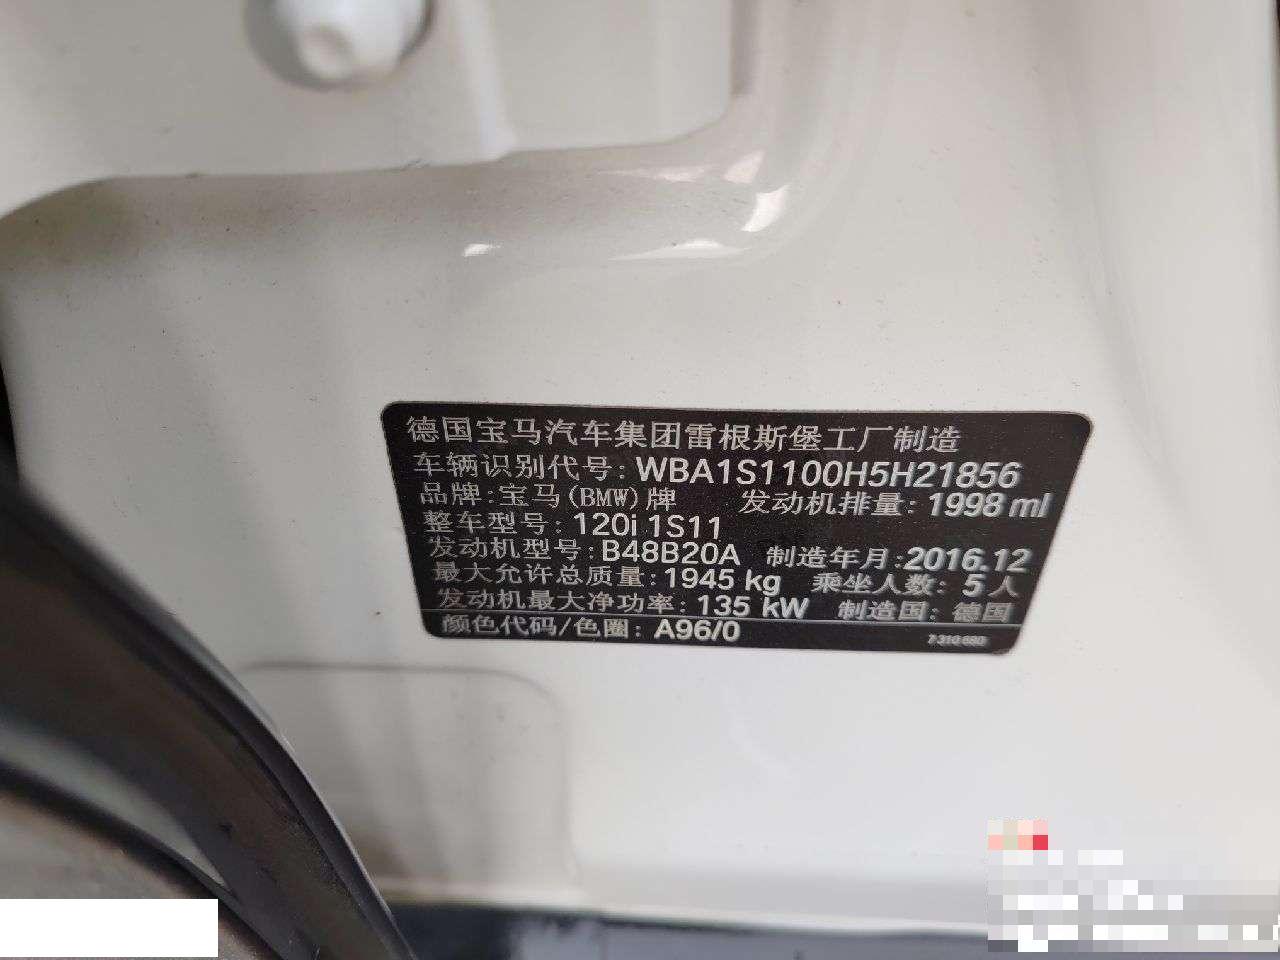 德国宝马汽车集团雷根斯堡工厂制造
车辆识别代号：WBA1S1100H5H21856
品牌：宝马(BMW)牌 发动机排量：1998 ml
整车型号：120i 1S11
发动机型号：B48B20A 制造年月：2016.12
最大允许总质量：1945 kg 乘坐人数：5人
发动机最大净功率：135 kW 制造国：德国
颜色代码/色圈：A96/0 7 310 680